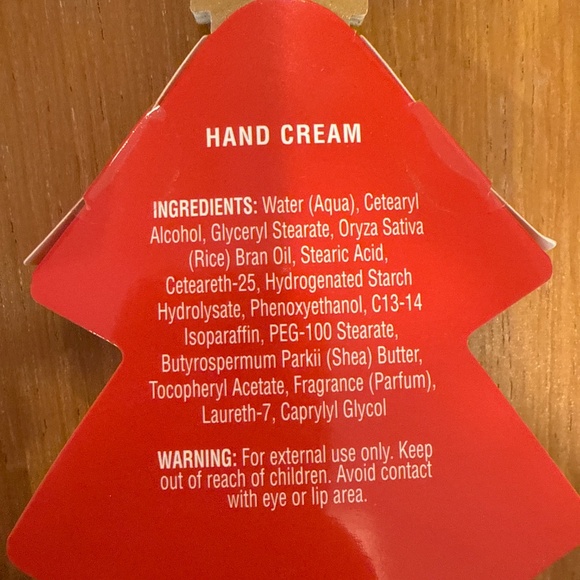 HAND CREAM
INGREDIENTS: Water (Aqua), Cetearyl
Alcohol, Glyceryl Stearate, Oryza Sativa
(Rice) Bran Oil, Stearic Acid,
Ceteareth-25, Hydrogenated Starch
Hydrolysate, Phenoxyethanol, C13-14
Isoparaffin, PEG-100 Stearate,
Butyrospermum Parkii (Shea) Butter,
Tocopheryl Acetate, Fragrance (Parfum),
Laureth-7, Caprylyl Glycol
WARNING: For external use only. Keep
out of reach of children. Avoid contact
with eye or lip area.